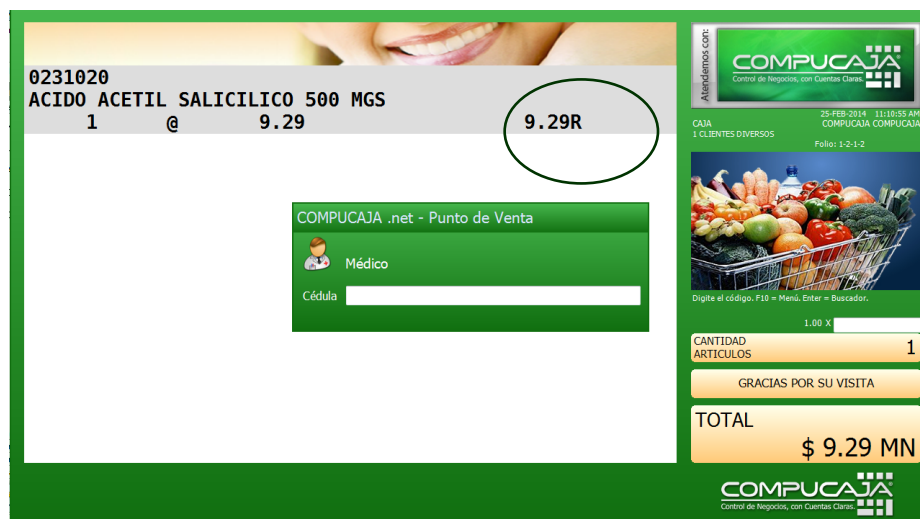 0231020
ACIDO ACETIL SALICILICO 500 MGS
1 @ 9.29 9.29R
COMPUCAJA .net - Punto de Venta
Médico
Cédula
Atendemos con:
COMPUCAJA
Control de Negocios, con Cuentas Claras.
25-FEB-2014 11:10:55 AM
CAJA COMPUCAJA COMPUCAJA
1 CLIENTES DIVERSOS
Folio: 1-2-1-2
Digite el código. F10 = Menú. Enter = Buscador.
1.00 X
CANTIDAD
ARTICULOS 1
GRACIAS POR SU VISITA
TOTAL
$ 9.29 MN
COMPUCAJA
Control de Negocios, con Cuentas Claras.